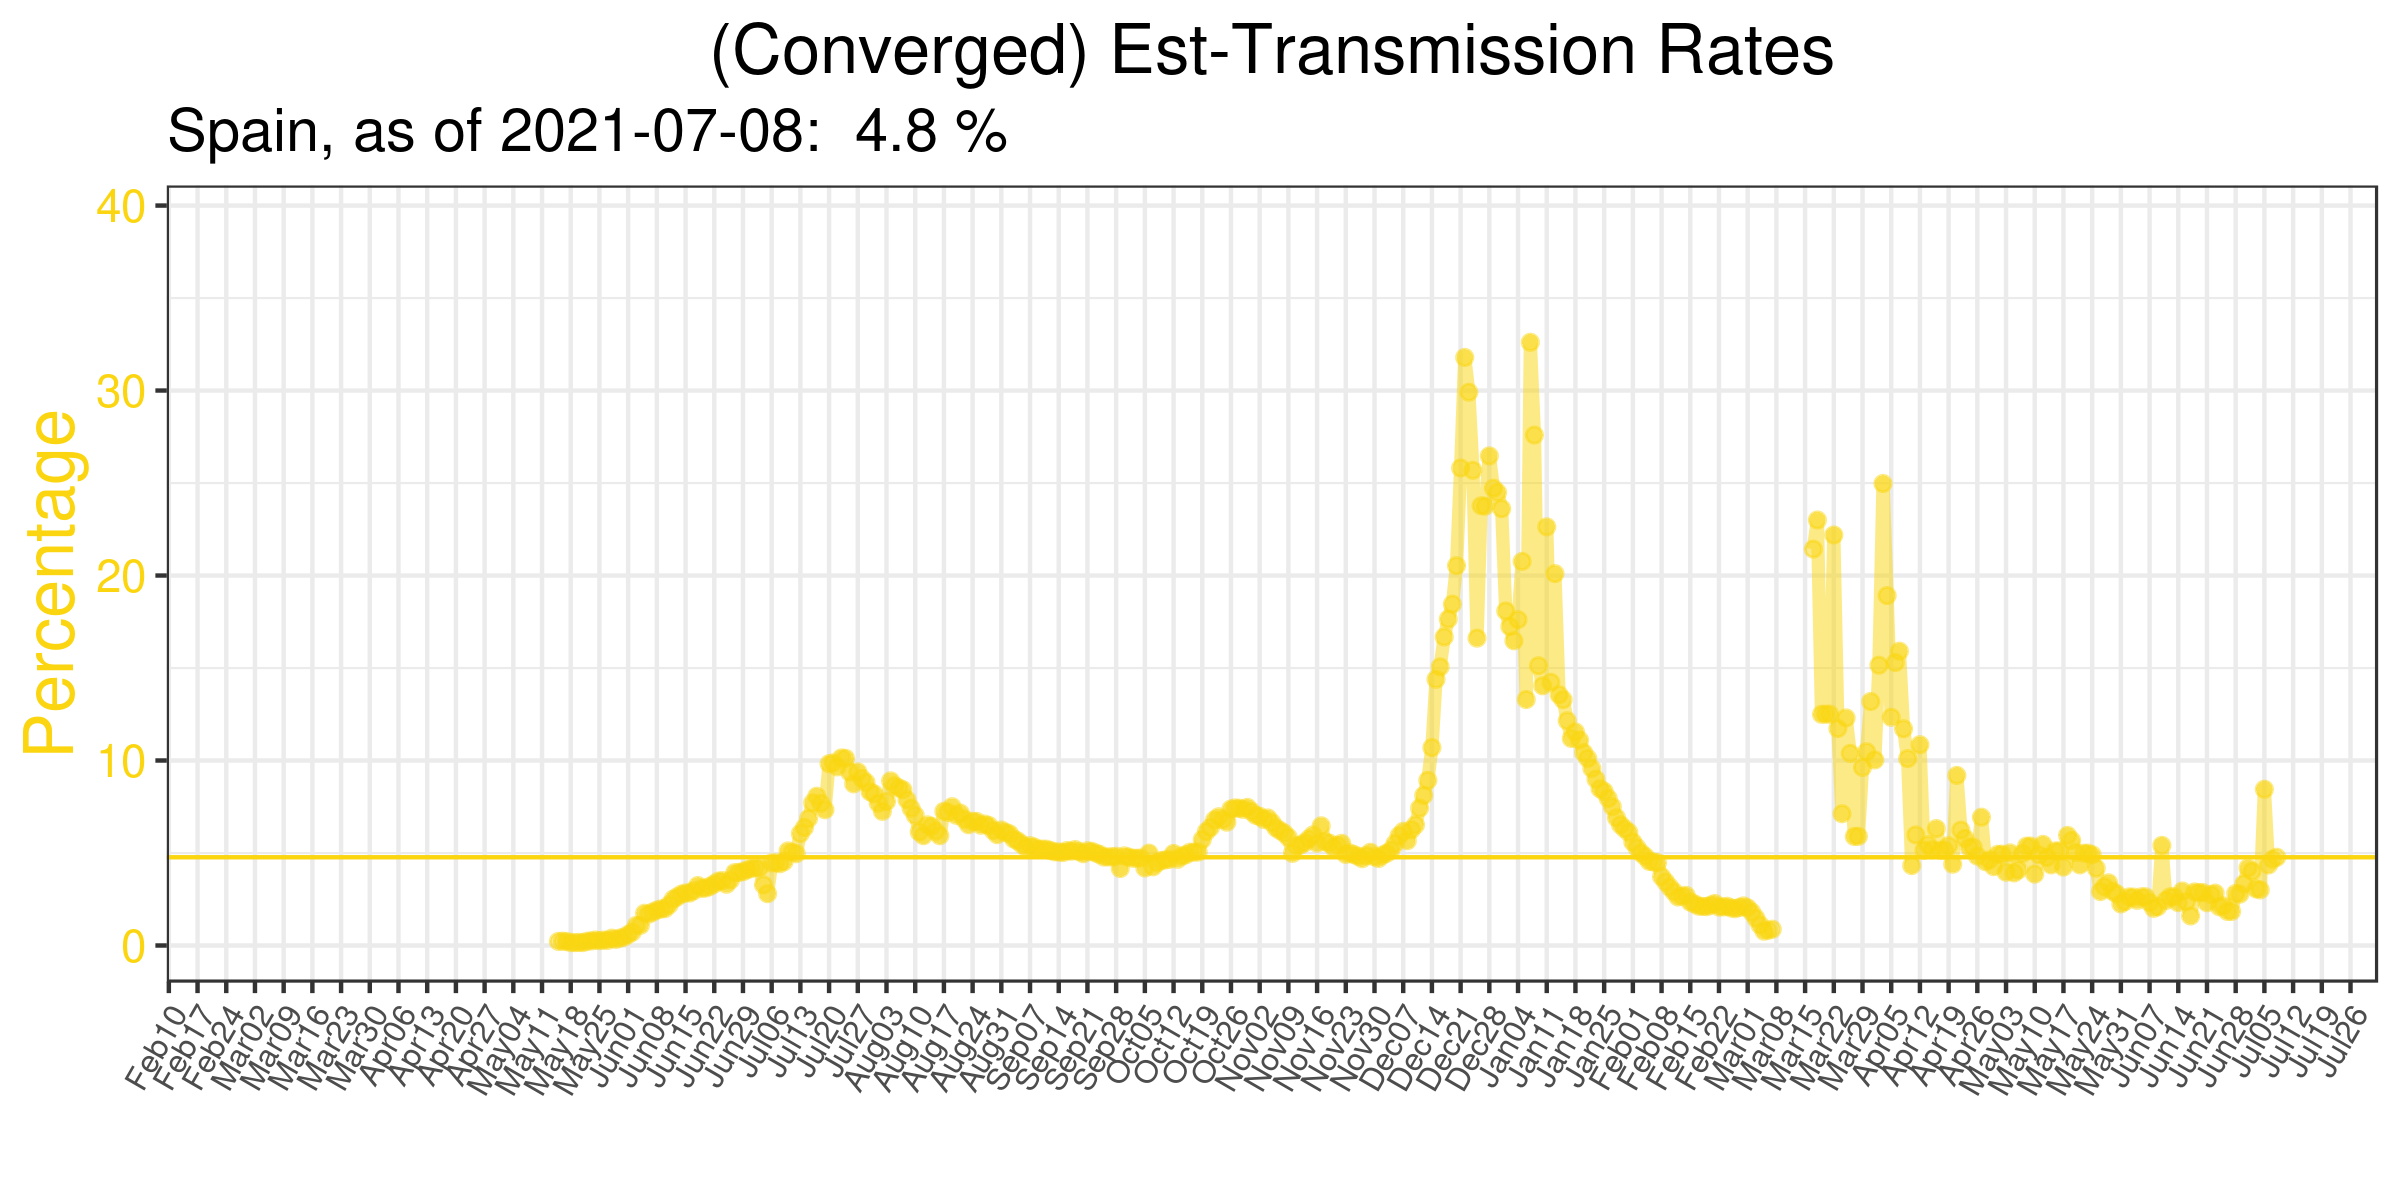 (Converged) Est-Transmission Rates
Spain, as of 2021-07-08:  4.8 %
Percentage
40
30
20
10
0
Feb10
Feb17
Feb24
Mar02
Mar09
Mar16
Mar23
Mar30
Apr06
Apr13
Apr20
Apr27
May04
May11
May18
May25
Jun01
Jun08
Jun15
Jun22
Jun29
Jul06
Jul13
Jul20
Jul27
Aug03
Aug10
Aug17
Aug24
Aug31
Sep07
Sep14
Sep21
Sep28
Oct05
Oct12
Oct19
Oct26
Nov02
Nov09
Nov16
Nov23
Nov30
Dec07
Dec14
Dec21
Dec28
Jan04
Jan11
Jan18
Jan25
Feb01
Feb08
Feb15
Feb22
Mar01
Mar08
Mar15
Mar22
Mar29
Apr05
Apr12
Apr19
Apr26
May03
May10
May17
May24
May31
Jun07
Jun14
Jun21
Jun28
Jul05
Jul12
Jul19
Jul26